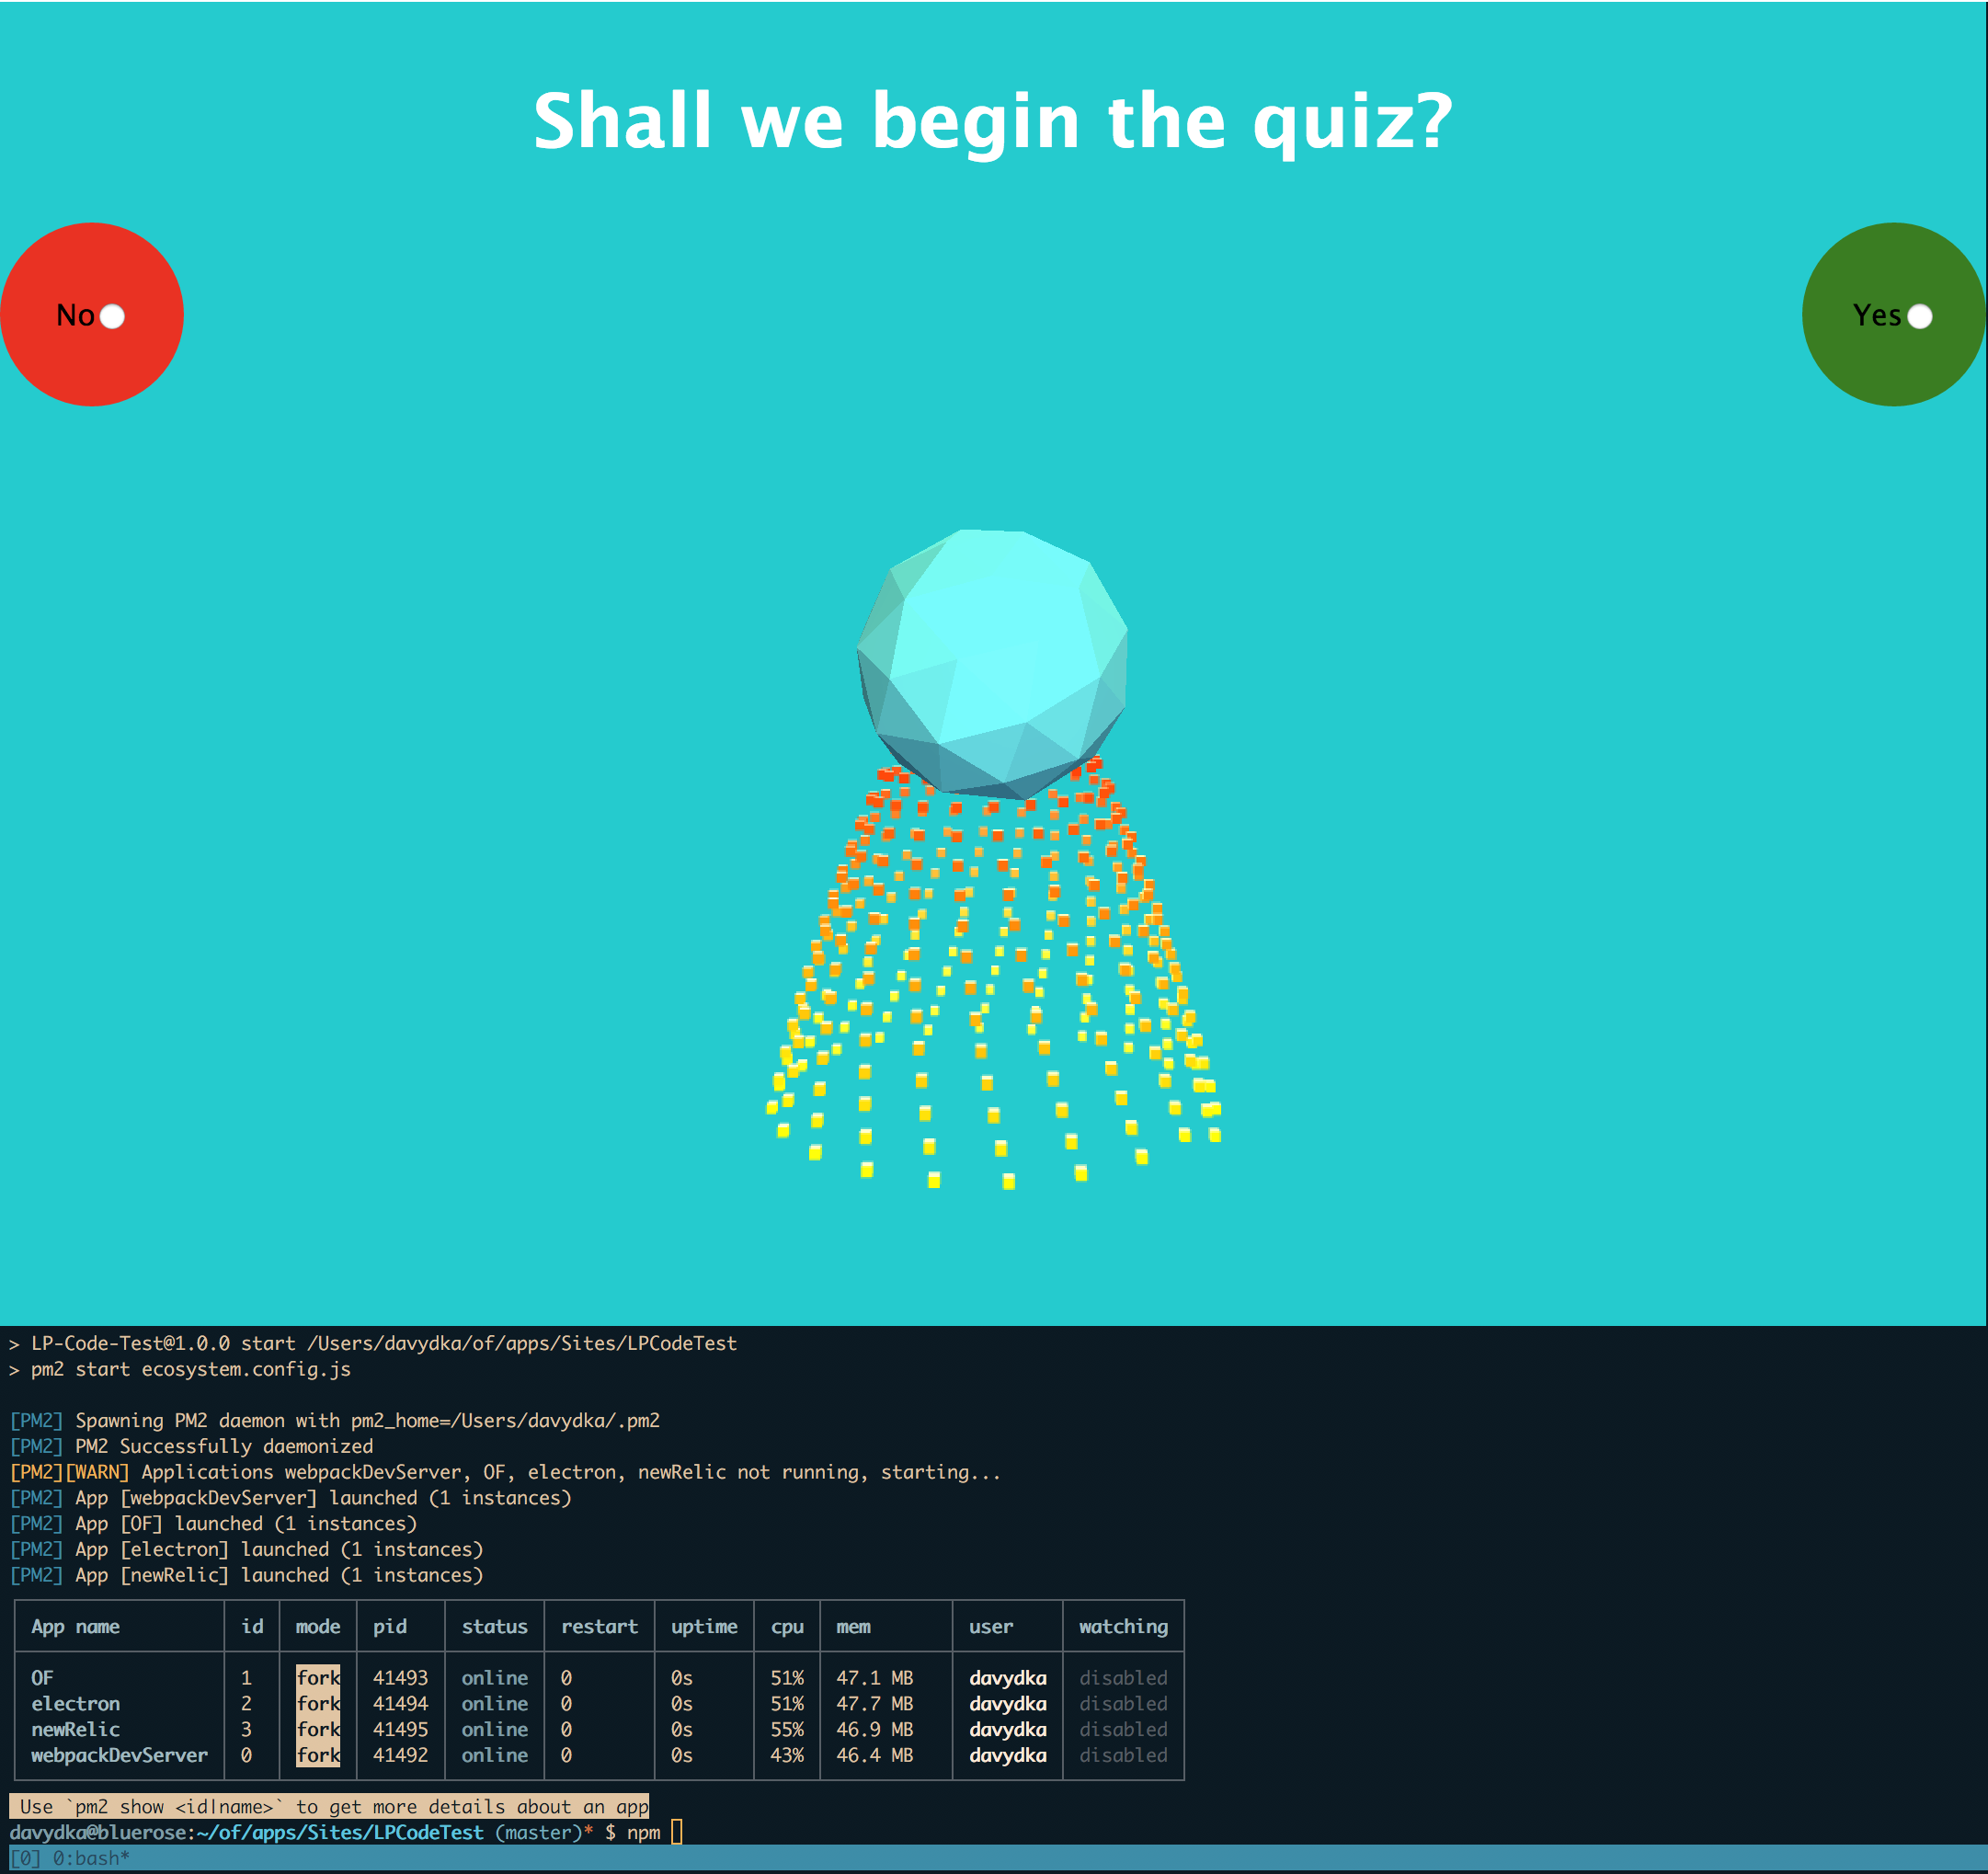 Shall we begin the quiz?
No
Yes
> LP-Code-Test@1.0.0 start /Users/davydka/of/apps/Sites/LPCodeTest
> pm2 start ecosystem.config.js
[PM2] Spawning PM2 daemon with pm2_home=/Users/davydka/.pm2
[PM2] PM2 Successfully daemonized
[PM2][WARN] Applications webpackDevServer, OF, electron, newRelic not running, starting...
[PM2] App [webpackDevServer] launched (1 instances)
[PM2] App [OF] launched (1 instances)
[PM2] App [electron] launched (1 instances)
[PM2] App [newRelic] launched (1 instances)
App name id mode pid status restart uptime cpu mem user watching
OF 1 fork 41493 online 0 0s 51% 47.1 MB davydka disabled
electron 2 fork 41494 online 0 0s 51% 47.7 MB davydka disabled
newRelic 3 fork 41495 online 0 0s 55% 46.9 MB davydka disabled
webpackDevServer 0 fork 41492 online 0 0s 43% 46.4 MB davydka disabled
Use `pm2 show <id|name>` to get more details about an app
davydka@bluerose:~/of/apps/Sites/LPCodeTest (master)* $ npm
[0] 0:bash*